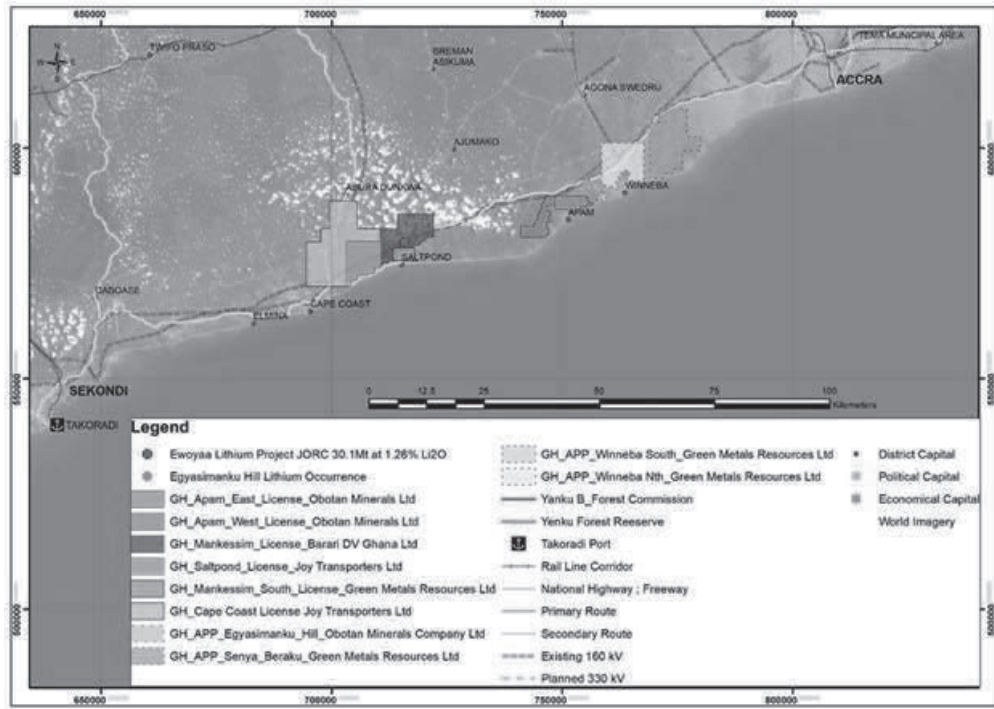 650000 700000 750000 800000
N
W E
S
TWIFO PRASO
BREMAN
ASIKUMA
TEMA MUNICIPAL AREA
ACCRA
AGONA SWEDRU
AJUMAKO
600000 600000
WINNEBA
ABURA DUNKWA
APAM
SALTPOND
DABOASE
CAPE COAST
ELMINA
550000 550000
SEKONDI
0 12.5 25 50 75 100
Kilometers
TAKORADI
Legend
Ewoyaa Lithium Project JORC 30.1Mt at 1.26% Li2O
Egyasimanku Hill Lithium Occurrence
GH_Apam_East_License_Obotan Minerals Ltd
GH_Apam_West_License_Obotan Minerals Ltd
GH_Mankessim_License_Barari DV Ghana Ltd
GH_Saltpond_License_Joy Transporters Ltd
GH_Mankessim_South_License_Green Metals Resources Ltd
GH_Cape Coast License Joy Transporters Ltd
GH_APP_Egyasimanku_Hill_Obotan Minerals Company Ltd
GH_APP_Senya_Beraku_Green Metals Resources Ltd
GH_APP_Winneba South_Green Metals Resources Ltd
GH_APP_Winneba Nth_Green Metals Resources Ltd
Yanku B_Forest Commission
Yenku Forest Reeserve
Takoradi Port
Rail Line Corridor
National Highway ; Freeway
Primary Route
Secondary Route
Existing 160 kV
Planned 330 kV
District Capital
Political Capital
Economical Capital
World Imagery
500000 500000
650000 700000 750000 800000